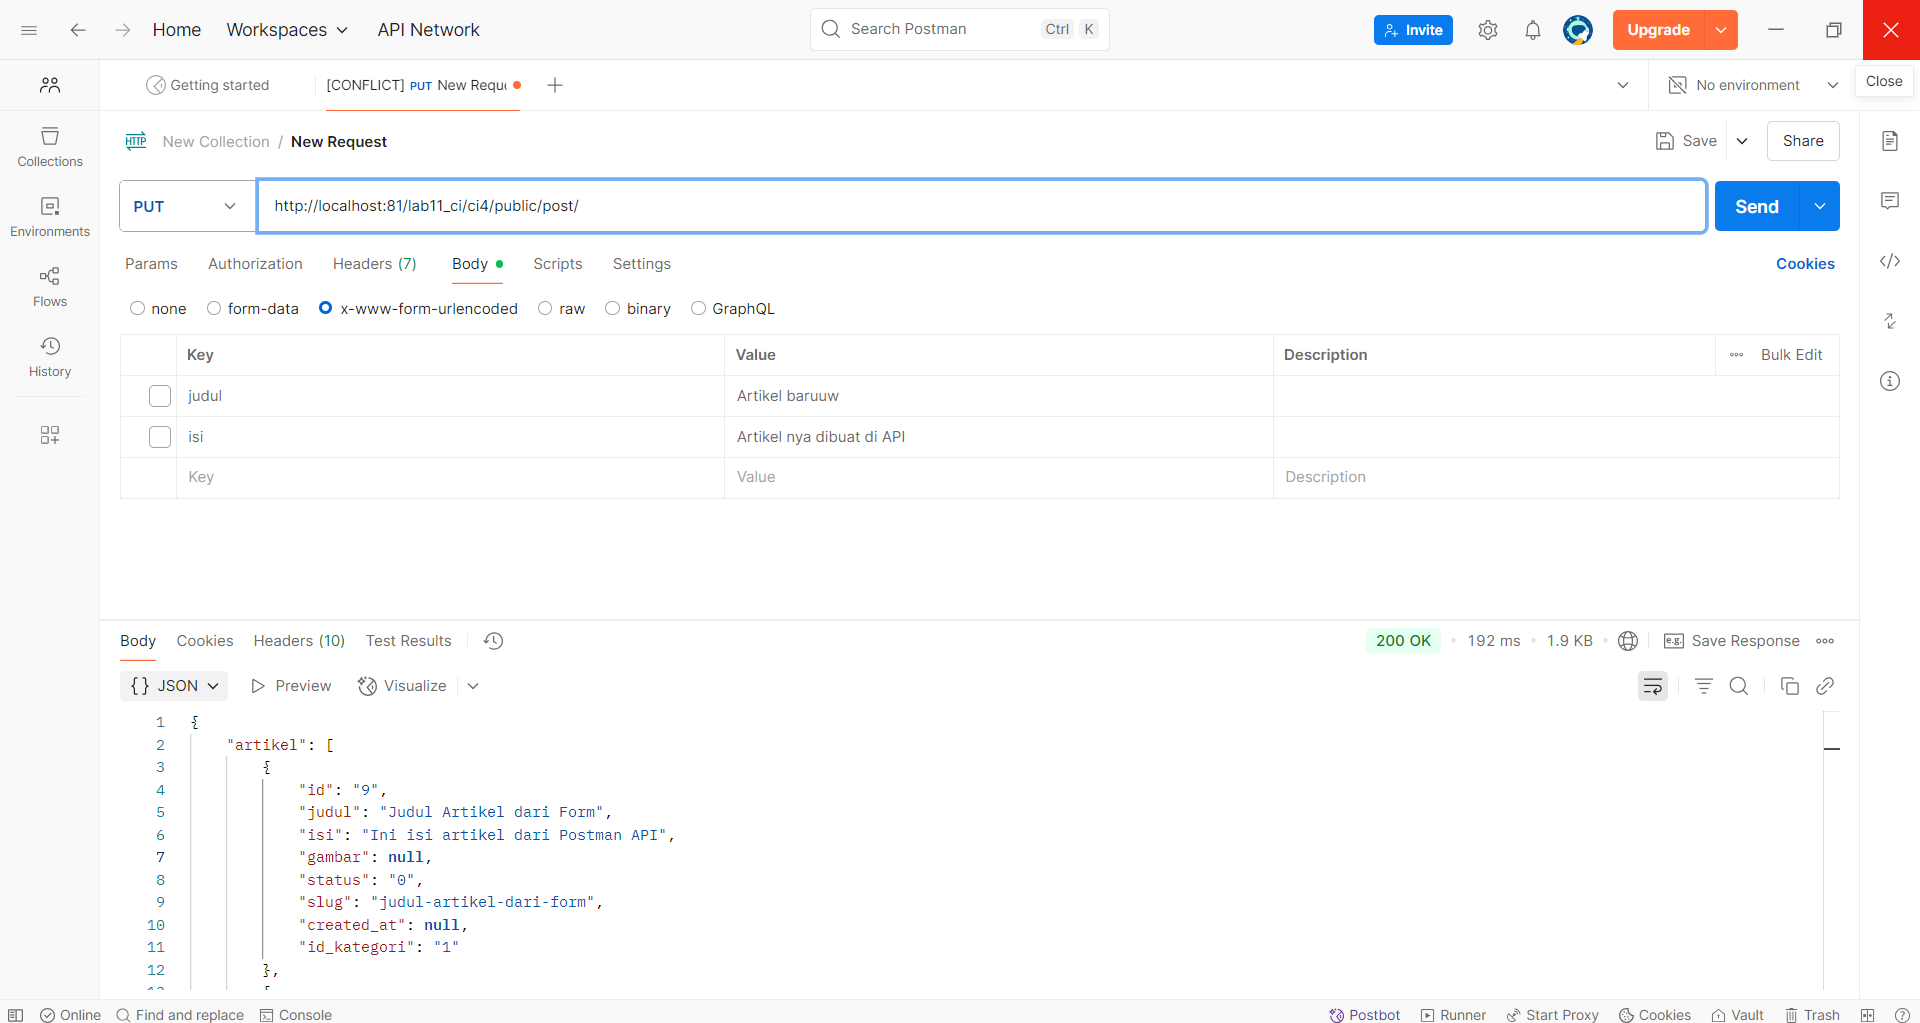 Home Workspaces API Network Search Postman Ctrl K Invite Upgrade
Getting started [CONFLICT] PUT New Requ No environment Close
HTTP New Collection / New Request Save Share
PUT http://localhost:81/lab11_ci/ci4/public/post/ Send
Params Authorization Headers (7) Body Scripts Settings Cookies
none form-data x-www-form-urlencoded raw binary GraphQL
Key Value Description Bulk Edit
judul Artikel baruuw
isi Artikel nya dibuat di API
Key Value Description
Collections
Environments
Flows
History
Body Cookies Headers (10) Test Results 200 OK 192 ms 1.9 KB e.g. Save Response
{} JSON Preview Visualize
1 {
2 "artikel": [
3 {
4 "id": "9",
5 "judul": "Judul Artikel dari Form",
6 "isi": "Ini isi artikel dari Postman API",
7 "gambar": null,
8 "status": "0",
9 "slug": "judul-artikel-dari-form",
10 "created_at": null,
11 "id_kategori": "1"
12 },
Online Find and replace Console Postbot Runner Start Proxy Cookies Vault Trash